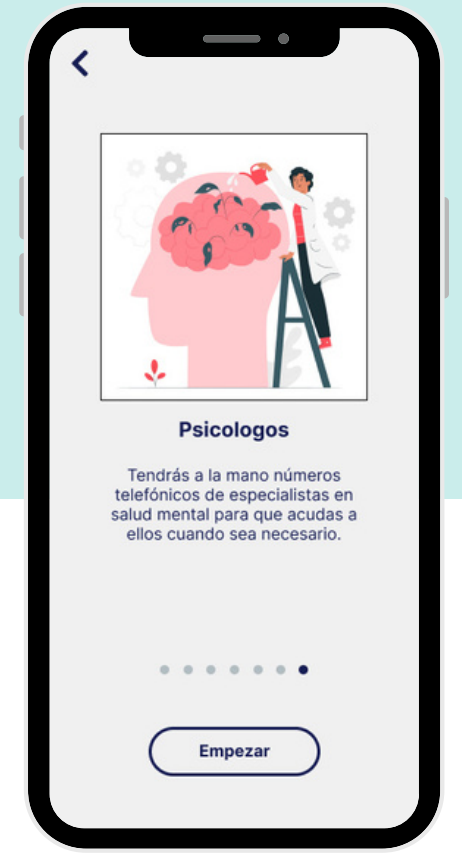 Psicologos
Tendrás a la mano números
telefónicos de especialistas en
salud mental para que acudas a
ellos cuando sea necesario.
Empezar